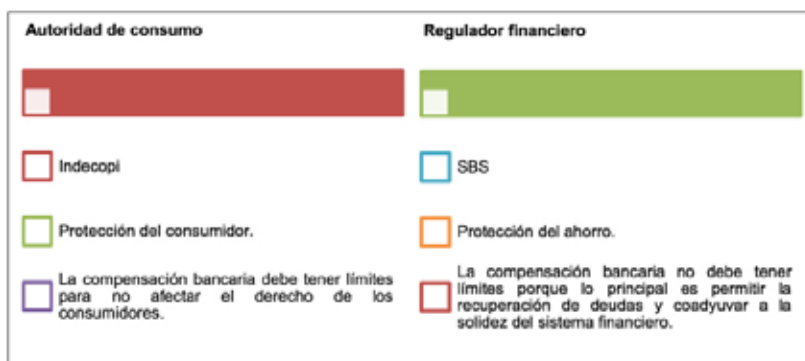 Autoridad de consumo
Regulador financiero
Indecopi
SBS
Protección del consumidor.
Protección del ahorro.
La compensación bancaria debe tener límites
para no afectar el derecho de los
consumidores.
La compensación bancaria no debe tener
límites porque lo principal es permitir la
recuperación de deudas y coadyuvar a la
solidez del sistema financiero.